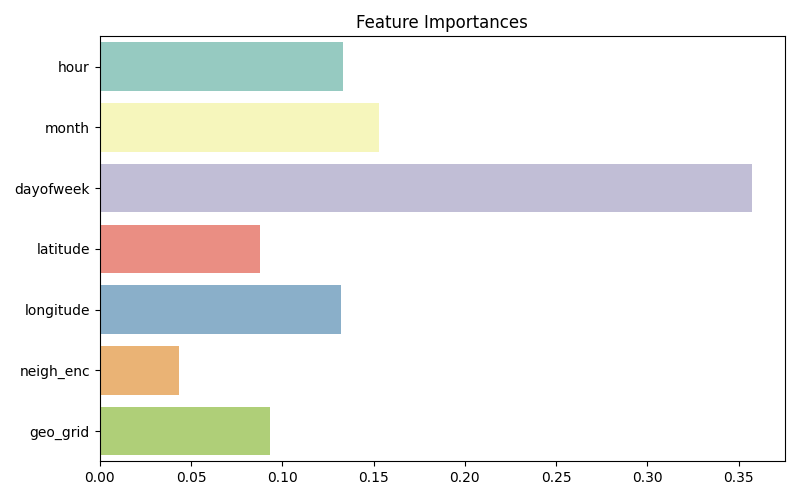 Feature Importances
hour
month
dayofweek
latitude
longitude
neigh_enc
geo_grid
0.00 0.05 0.10 0.15 0.20 0.25 0.30 0.35